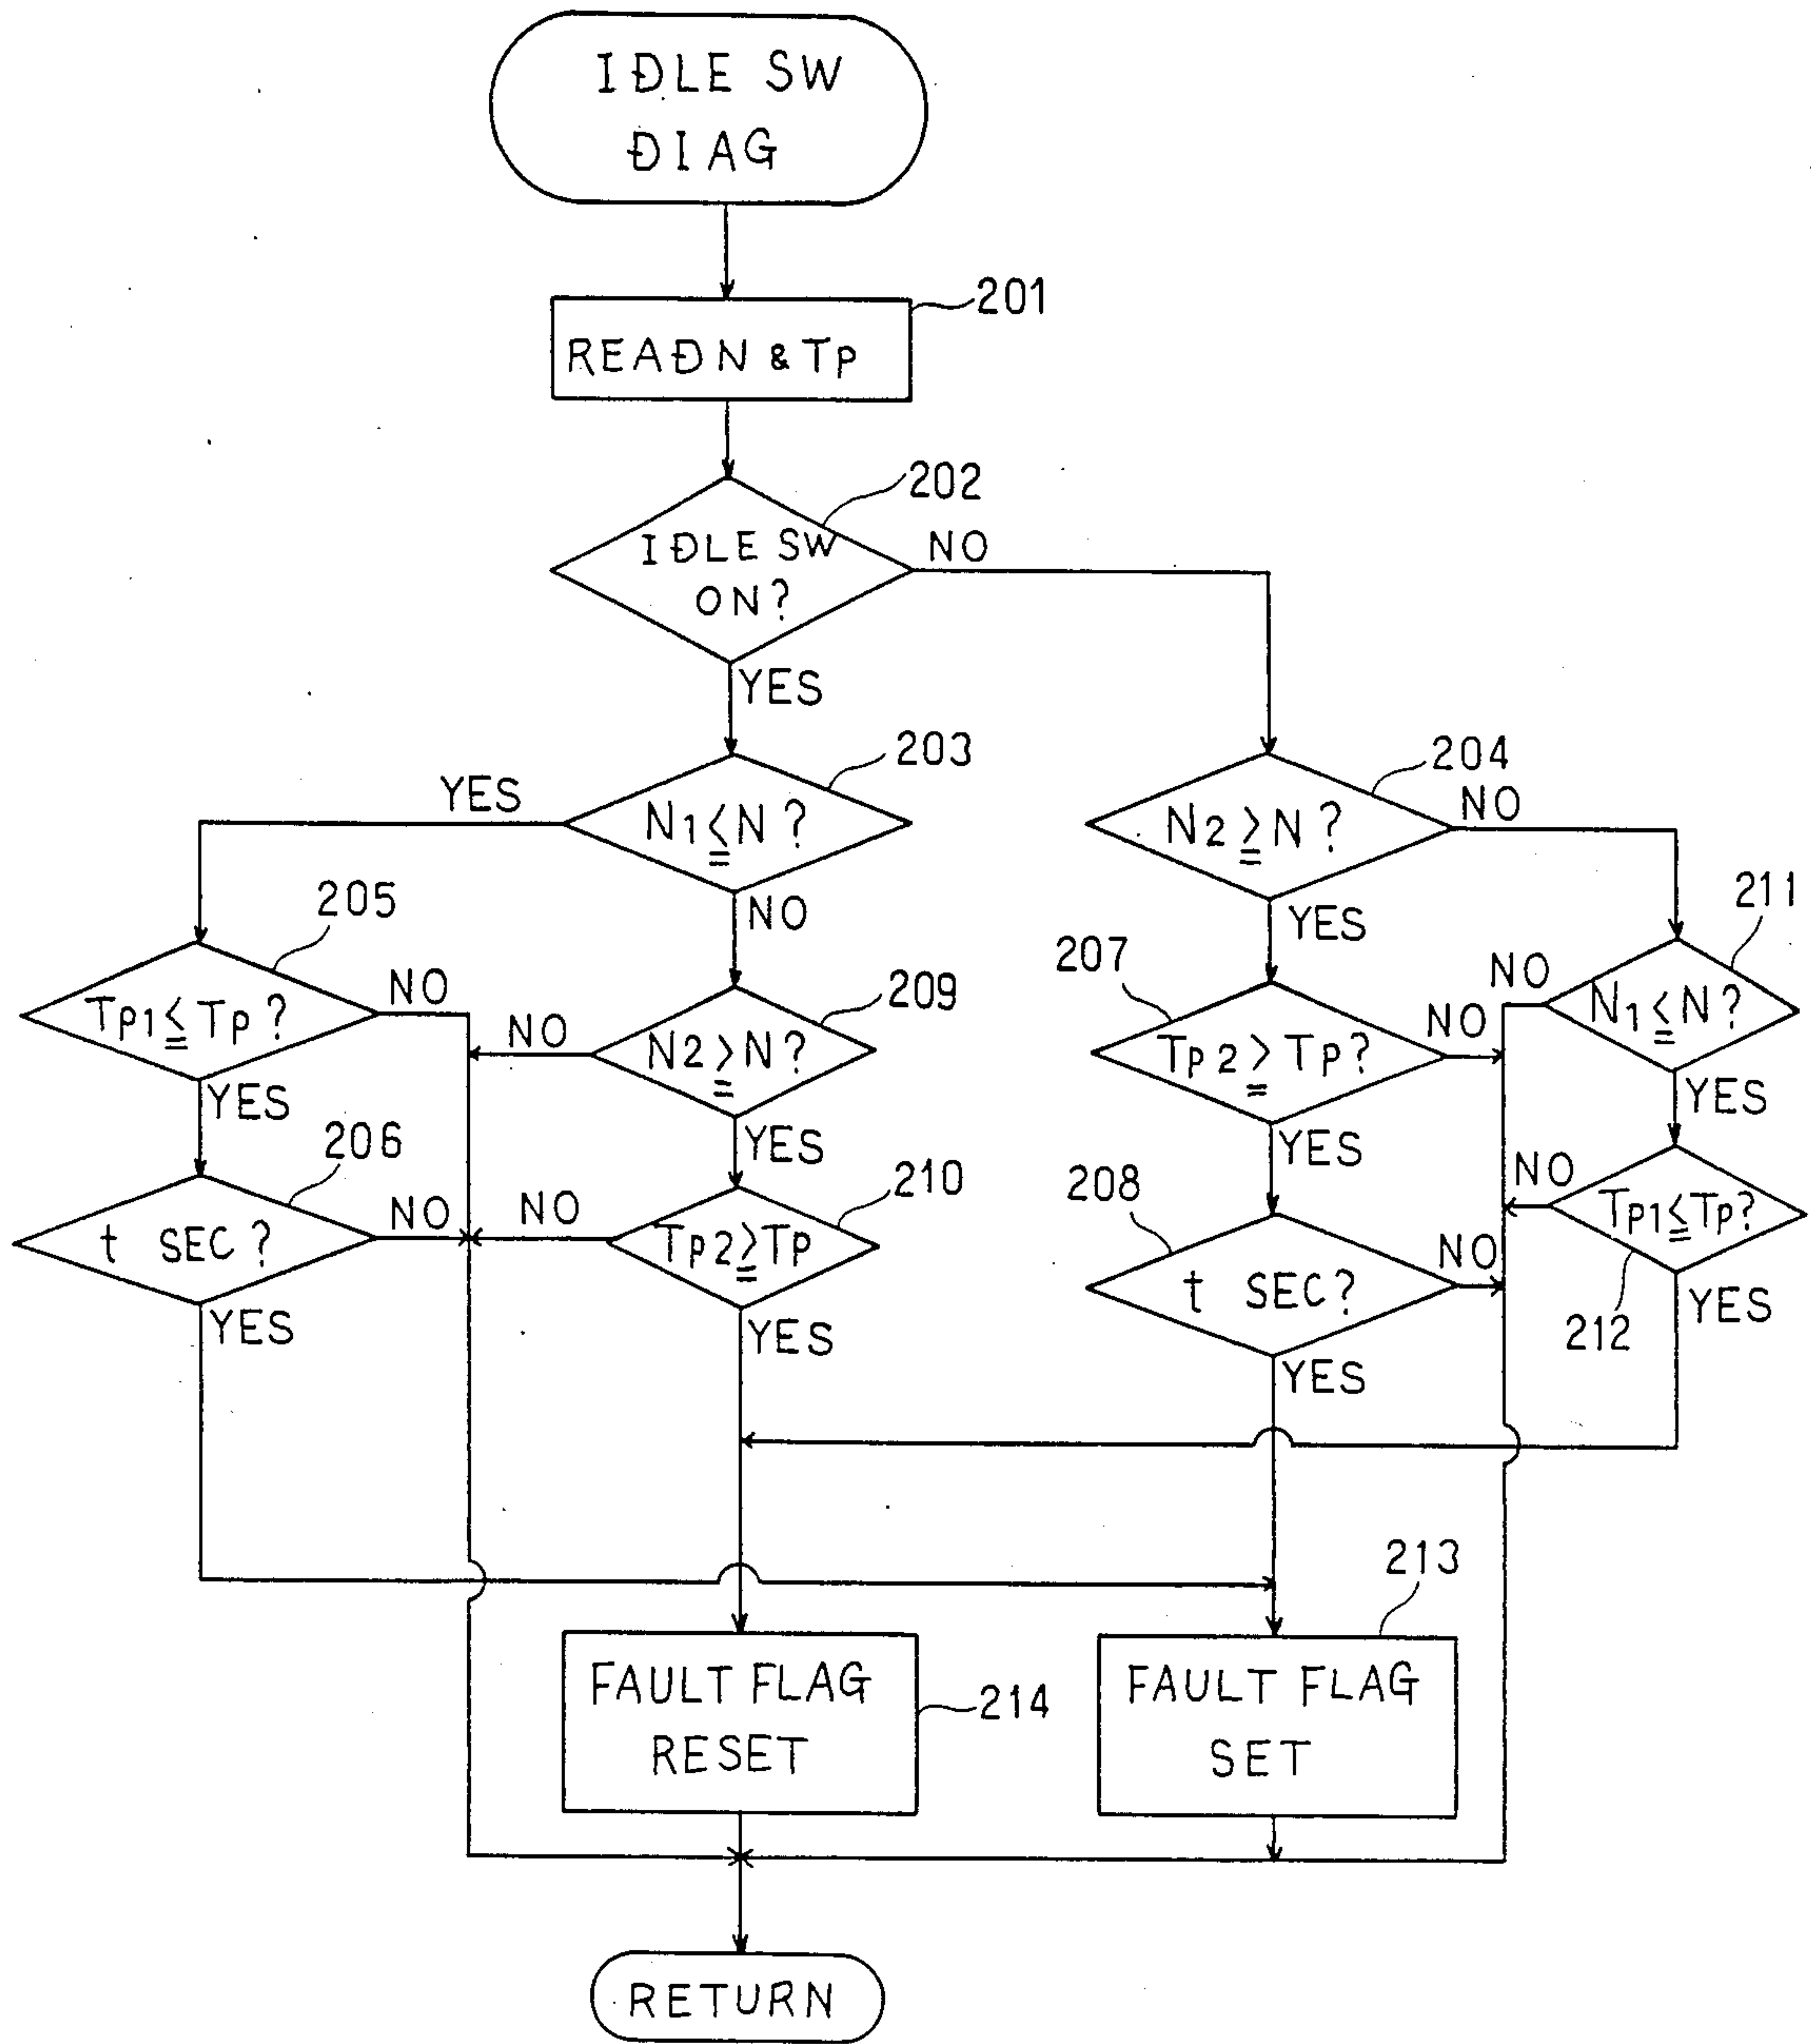 IDLE SW
DIAG
201
READN & Tp
202
IDLE SW
ON?
NO
YES
203
204
YES
N1≦N?
N2≧N?
NO
205
NO
YES
211
Tp1≦Tp?
NO
209
207
NO
N1≦N?
NO
N2≧N?
Tp2≧Tp?
NO
YES
206
YES
YES
YES
210
208
NO
Tp1≦Tp?
t SEC?
NO
NO
Tp2≧Tp
t SEC?
NO
212
YES
YES
YES
YES
213
FAULT FLAG
RESET
214
FAULT FLAG
SET
RETURN